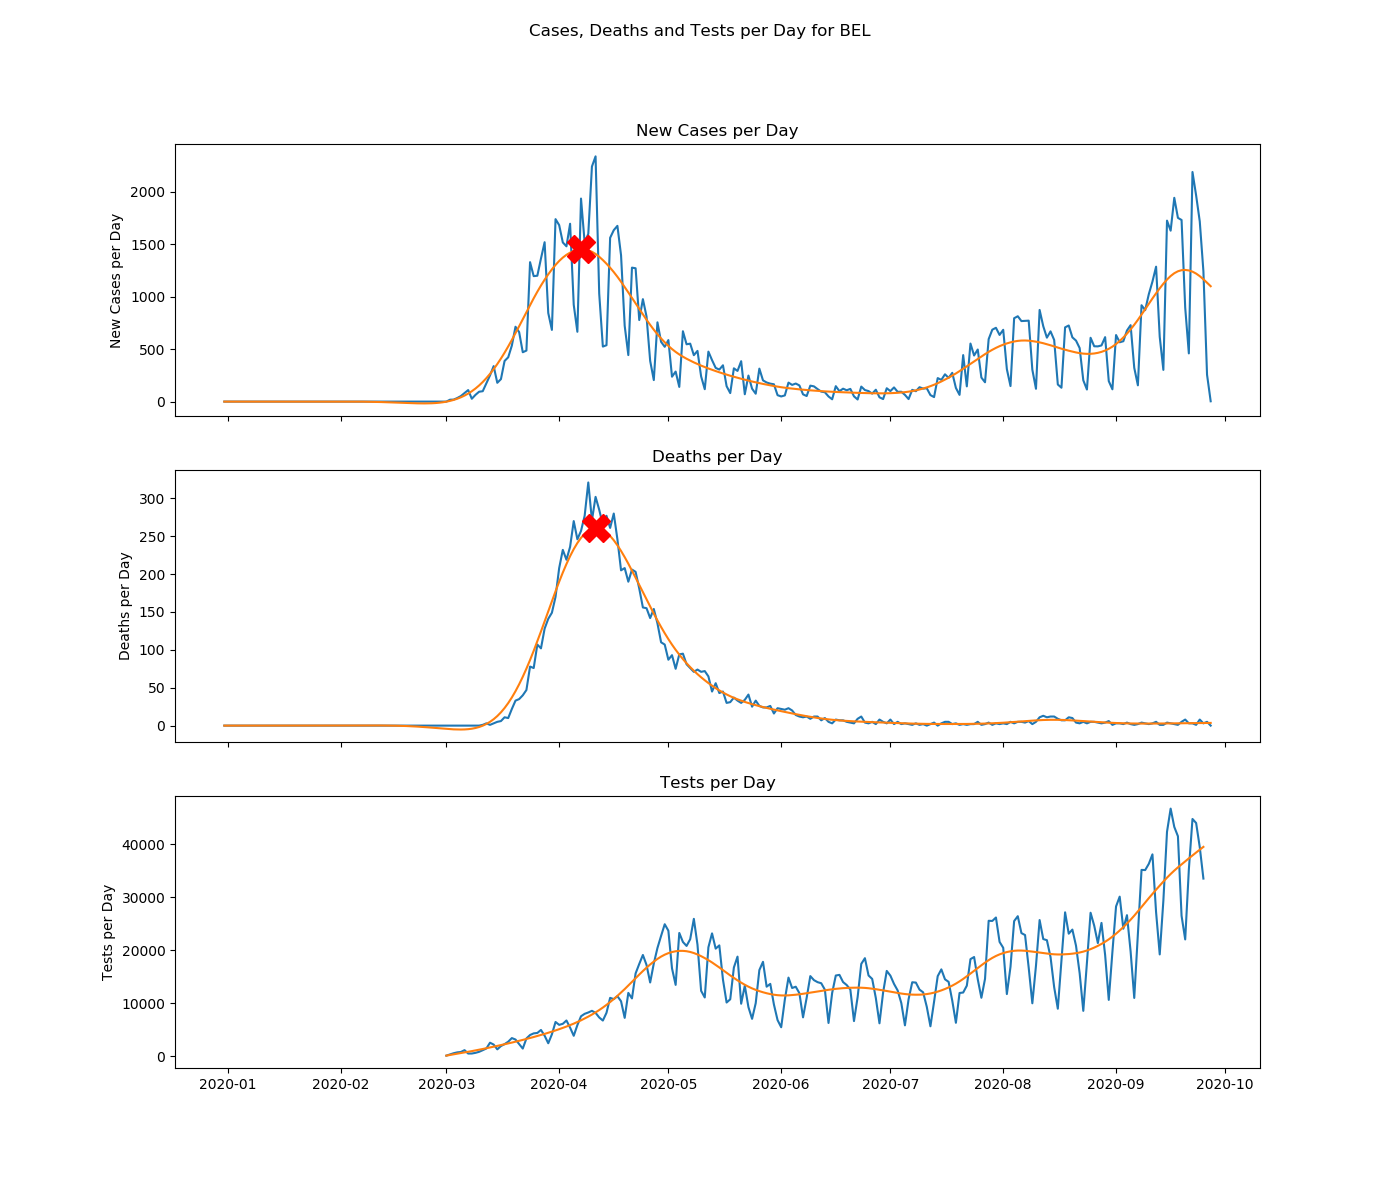 Cases, Deaths and Tests per Day for BEL
New Cases per Day
New Cases per Day
2000
1500
1000
500
0
Deaths per Day
Deaths per Day
300
250
200
150
100
50
0
Tests per Day
Tests per Day
40000
30000
20000
10000
0
2020-01 2020-02 2020-03 2020-04 2020-05 2020-06 2020-07 2020-08 2020-09 2020-10